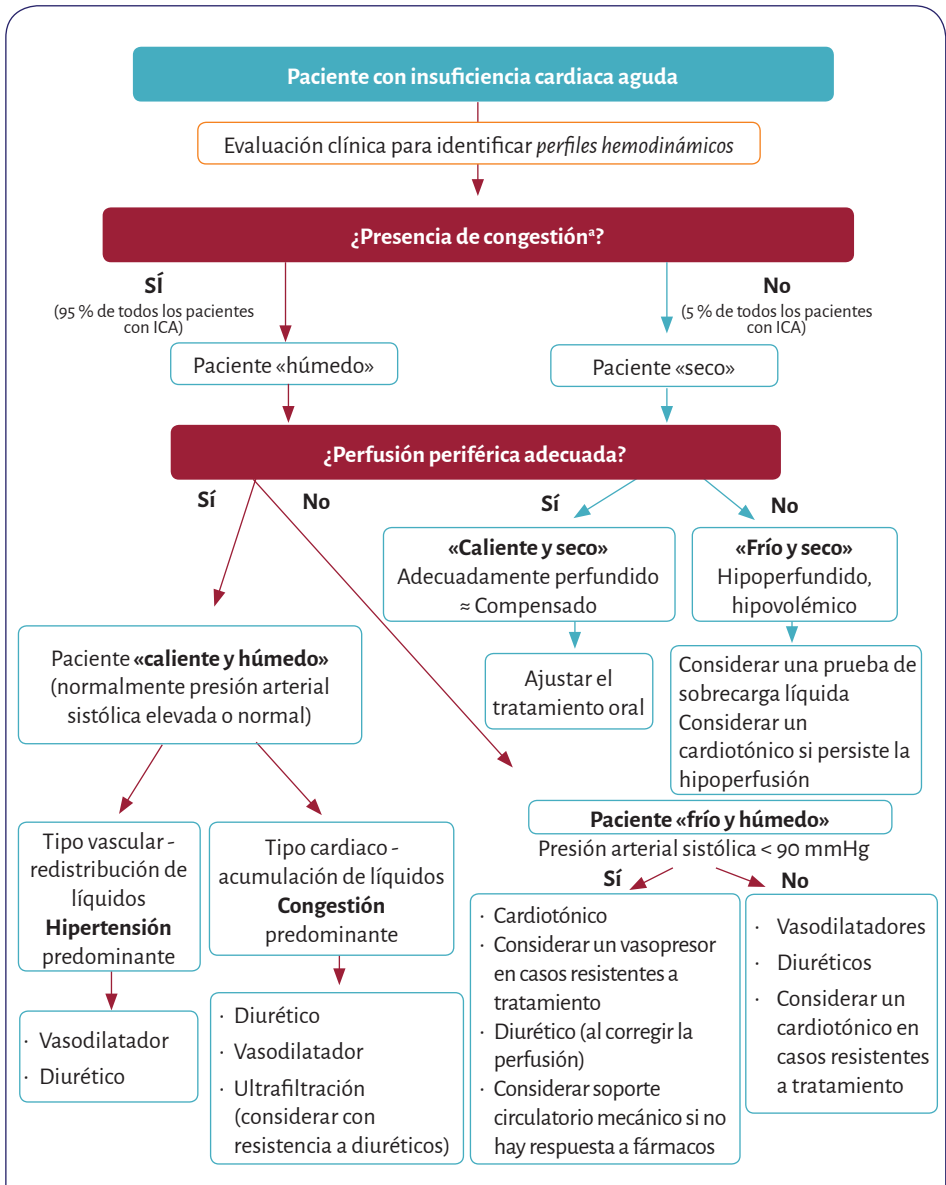 Paciente con insuficiencia cardiaca aguda
Evaluación clínica para identificar perfiles hemodinámicos
¿Presencia de congestiónª?
SÍ
(95 % de todos los pacientes
con ICA)
No
(5 % de todos los pacientes
con ICA)
Paciente «húmedo»
Paciente «seco»
¿Perfusión periférica adecuada?
Sí
No
Sí
No
«Caliente y seco»
Adecuadamente perfundido
≈ Compensado
«Frío y seco»
Hipoperfundido,
hipovolémico
Paciente «caliente y húmedo»
(normalmente presión arterial
sistólica elevada o normal)
Ajustar el
tratamiento oral
Considerar una prueba de
sobrecarga líquida
Considerar un
cardiotónico si persiste la
hipoperfusión
Paciente «frío y húmedo»
Presión arterial sistólica < 90 mmHg
Sí
No
Tipo vascular -
redistribución de
líquidos
Hipertensión
predominante
Tipo cardiaco -
acumulación de líquidos
Congestión
predominante
· Vasodilatador
· Diurético
· Diurético
· Vasodilatador
· Ultrafiltración
(considerar con
resistencia a diuréticos)
· Cardiotónico
· Considerar un vasopresor
en casos resistentes a
tratamiento
· Diurético (al corregir la
perfusión)
· Considerar soporte
circulatorio mecánico si no
hay respuesta a fármacos
· Vasodilatadores
· Diuréticos
· Considerar un
cardiotónico en
casos resistentes
a tratamiento